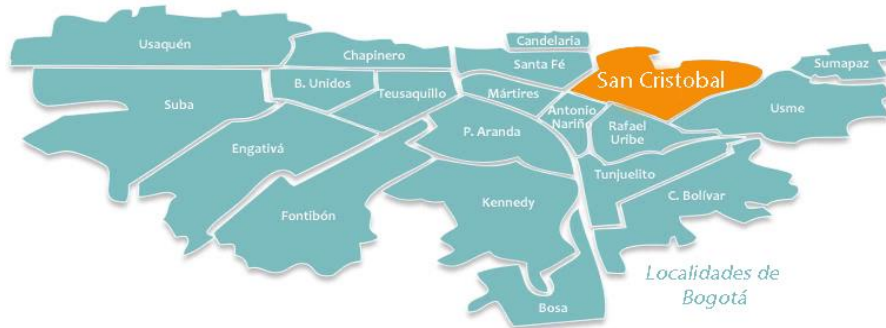 Usaquén
Candelaria
Chapinero
Santa Fé
San Cristobal
Sumapaz
B. Unidos
Teusaquillo
Mártires
Suba
Antonio
Nariño
Rafael
Uribe
Usme
P. Aranda
Engativá
Tunjuelito
C. Bolívar
Kennedy
Fontibón
Localidades de
Bogotá
Bosa